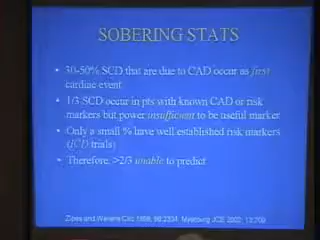 SOBERING STATS
• 30-50% SCD that are due to CAD occur as first
cardiac event
• 1/3 SCD occur in pts with known CAD or risk
markers but power insufficient to be useful marker
• Only a small % have well established risk markers
(ICD trials)
• Therefore, >2/3 unable to predict
Zipes and Wellens Circ 1998; 98:2334. Myerburg JCE 2002; 13:709